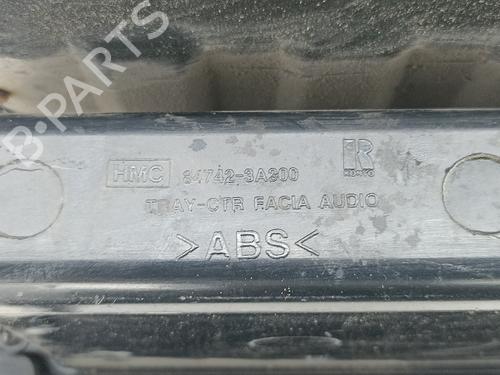 B-PARTS
HMC 84742-3A200 R
TRAY-CTR FACIA AUDIO
>ABS<